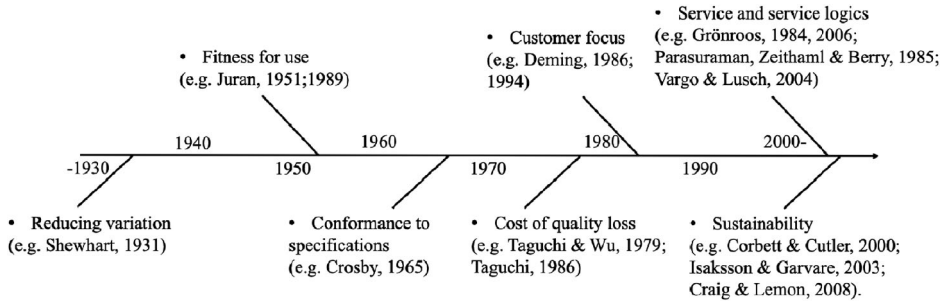 • Service and service logics
(e.g. Grönroos, 1984, 2006;
Parasuraman, Zeithaml & Berry, 1985;
Vargo & Lusch, 2004)
• Customer focus
(e.g. Deming, 1986;
1994)
• Fitness for use
(e.g. Juran, 1951;1989)
1940
1960
1980
2000-
-1930
1950
1970
1990
• Reducing variation
(e.g. Shewhart, 1931)
• Conformance to
specifications
(e.g. Crosby, 1965)
• Cost of quality loss
(e.g. Taguchi & Wu, 1979;
Taguchi, 1986)
• Sustainability
(e.g. Corbett & Cutler, 2000;
Isaksson & Garvare, 2003;
Craig & Lemon, 2008).